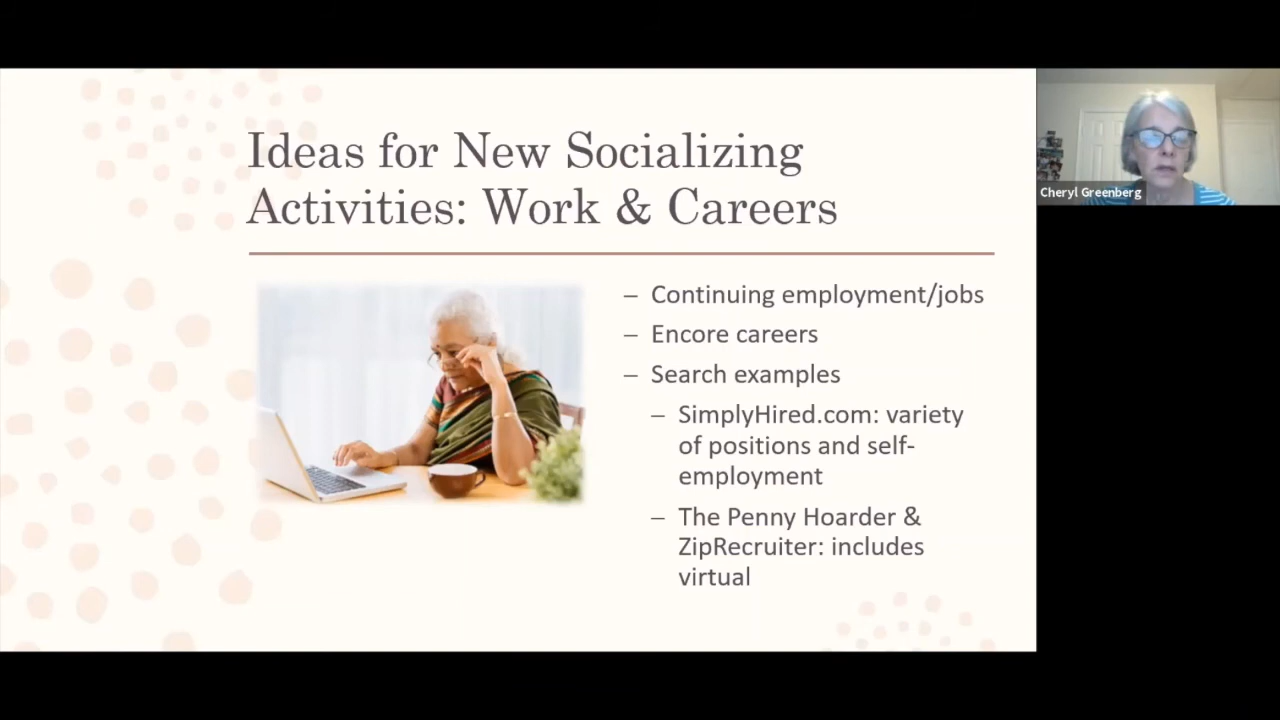 Ideas for New Socializing
Activities: Work & Careers
– Continuing employment/jobs
– Encore careers
– Search examples
– SimplyHired.com: variety
of positions and self-
employment
– The Penny Hoarder &
ZipRecruiter: includes
virtual
Cheryl Greenberg